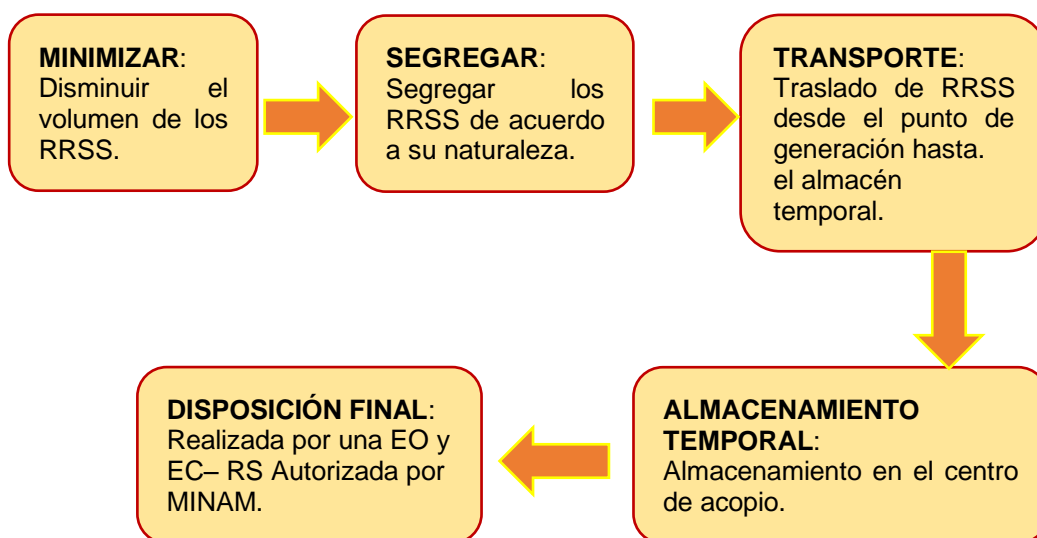 MINIMIZAR:
Disminuir el
volumen de los
RRSS.
SEGREGAR:
Segregar los
RRSS de acuerdo
a su naturaleza.
TRANSPORTE:
Traslado de RRSS
desde el punto de
generación hasta.
el almacén
temporal.
ALMACENAMIENTO
TEMPORAL:
Almacenamiento en el centro
de acopio.
DISPOSICIÓN FINAL:
Realizada por una EO y
EC– RS Autorizada por
MINAM.